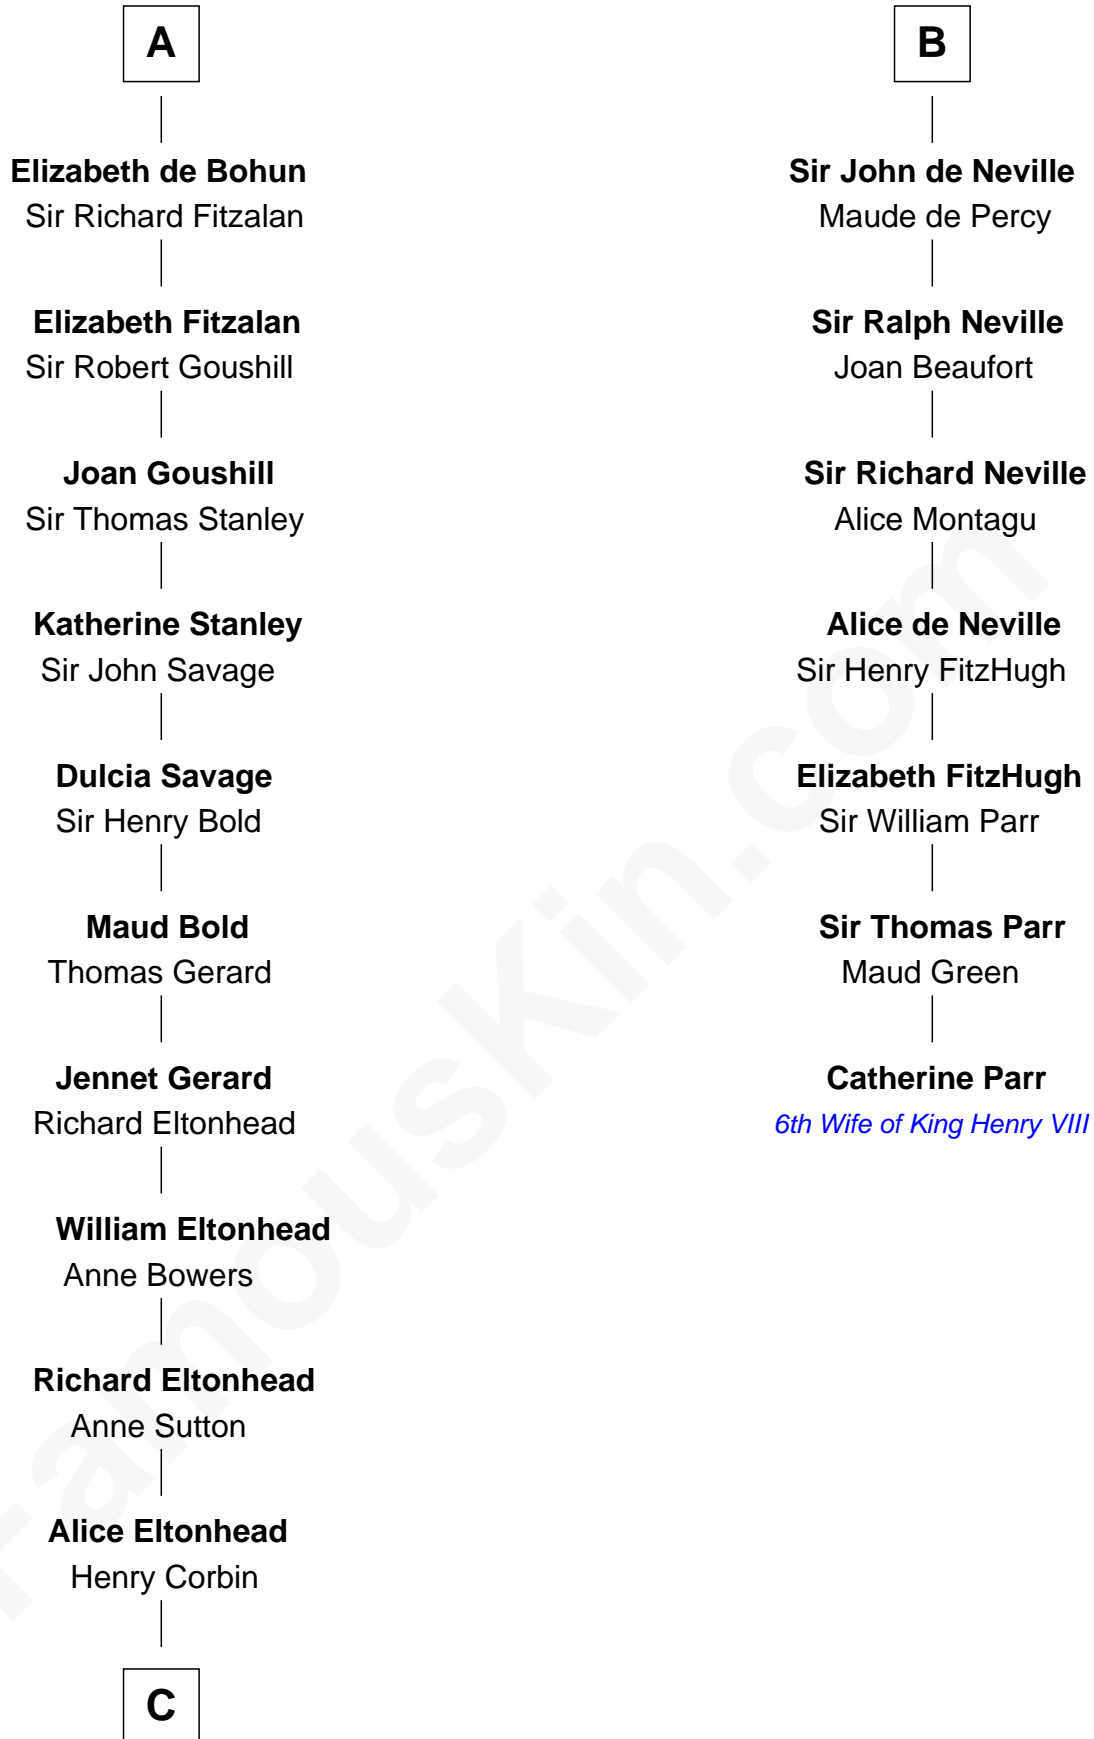 A
Elizabeth de Bohun
Sir Richard Fitzalan
Elizabeth Fitzalan
Sir Robert Goushill
Joan Goushill
Sir Thomas Stanley
Katherine Stanley
Sir John Savage
Dulcia Savage
Sir Henry Bold
Maud Bold
Thomas Gerard
Jennet Gerard
Richard Eltonhead
William Eltonhead
Anne Bowers
Richard Eltonhead
Anne Sutton
Alice Eltonhead
Henry Corbin
C
B
Sir John de Neville
Maude de Percy
Sir Ralph Neville
Joan Beaufort
Sir Richard Neville
Alice Montagu
Alice de Neville
Sir Henry FitzHugh
Elizabeth FitzHugh
Sir William Parr
Sir Thomas Parr
Maud Green
Catherine Parr
6th Wife of King Henry VIII
FamousKin.com